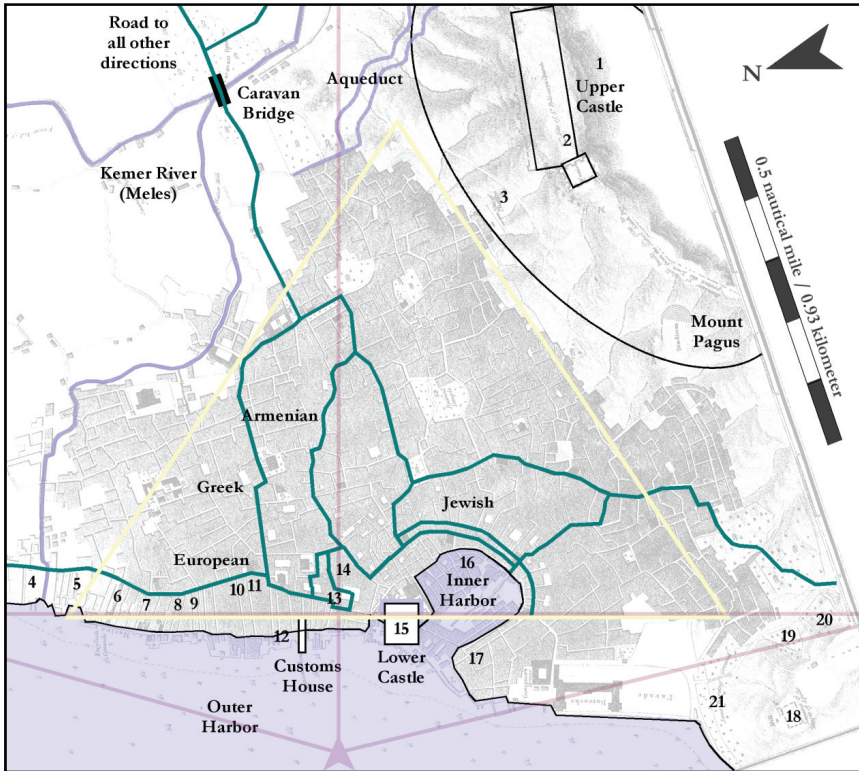 Road to
all other
directions
Caravan
Bridge
Aqueduct
1
Upper
Castle
2
3
N
0.5 nautical mile / 0.93 kilometer
Kemer River
(Meles)
Mount
Pagus
Armenian
Greek
Jewish
European
4
5
6
7
8
9
10
11
14
13
16
Inner
Harbor
12
Customs
House
15
Lower
Castle
17
20
19
21
18
Outer
Harbor
Parade
Barracks